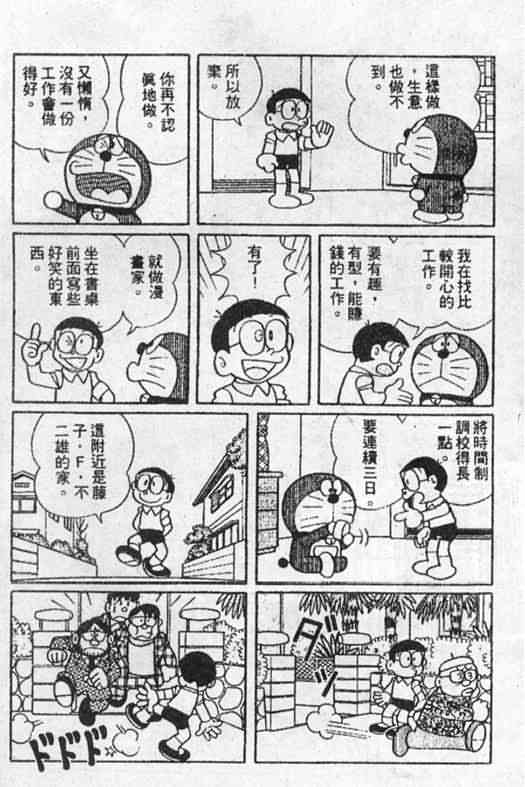 這樣做
，生意
也做不
到。
所以放
棄。
你再不認
眞地做。
又懶惰，
沒有一份
工作會做
得好。
我在找比
較開心的
工作。
要有趣，
有型，能賺
錢的工作。
有了！
就做漫
畫家。
坐在書桌
前面寫些
好笑的東
西。
將時間制
調校得長
一點。
要連續三日。
這附近是藤
子．F．不
二雄的家。
ダッ
ドドド